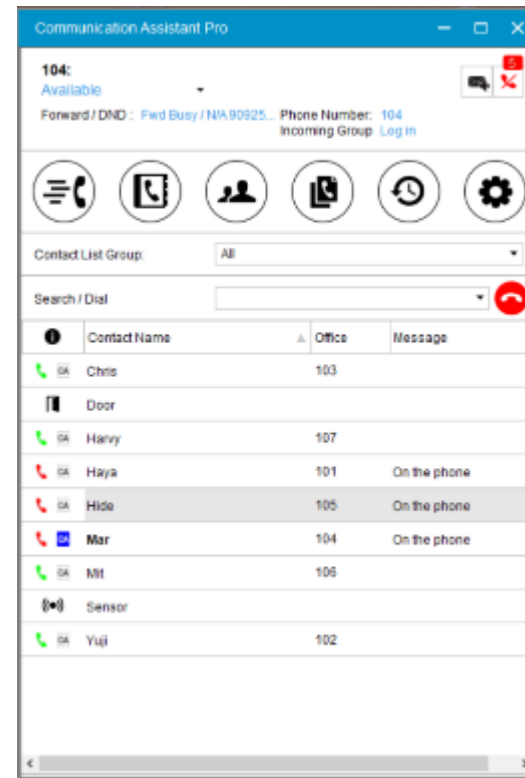 Communication Assistant Pro
104:
5
Available
Forward / DND : Fwd Busy / N/A 90925... Phone Number: 104
Incoming Group Log in
Contact List Group: All
Search / Dial
Contact Name Office Message
CA Chris 103
Door
CA Harvy 107
CA Haya 101 On the phone
CA Hide 105 On the phone
CA Mar 104 On the phone
CA Mit 106
Sensor
CA Yuji 102